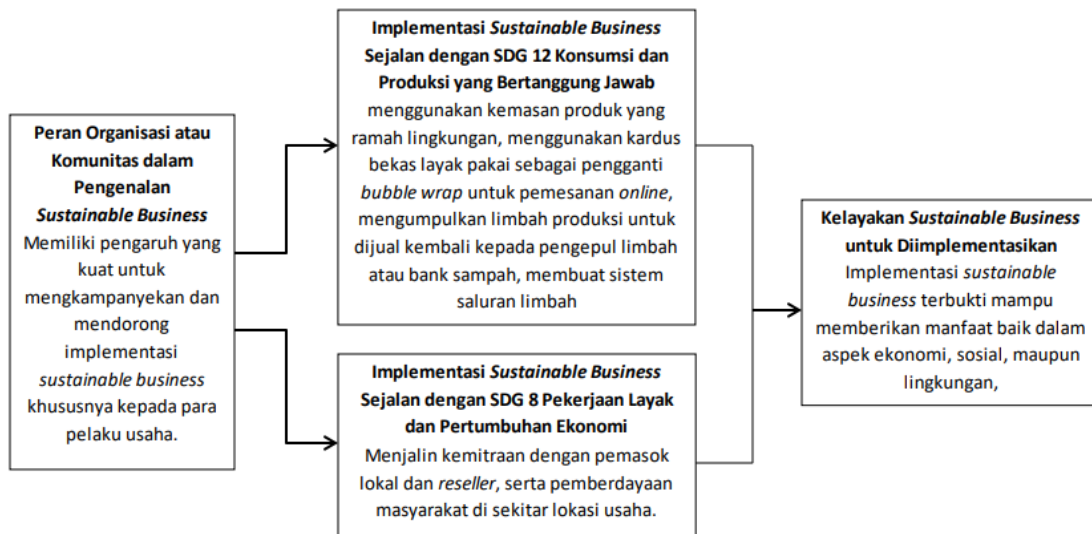 Peran Organisasi atau
Komunitas dalam
Pengenalan
Sustainable Business
Memiliki pengaruh yang
kuat untuk
mengkampanyekan dan
mendorong
implementasi
sustainable business
khususnya kepada para
pelaku usaha.
Implementasi Sustainable Business
Sejalan dengan SDG 12 Konsumsi dan
Produksi yang Bertanggung Jawab
menggunakan kemasan produk yang
ramah lingkungan, menggunakan kardus
bekas layak pakai sebagai pengganti
bubble wrap untuk pemesanan online,
mengumpulkan limbah produksi untuk
dijual kembali kepada pengepul limbah
atau bank sampah, membuat sistem
saluran limbah
Implementasi Sustainable Business
Sejalan dengan SDG 8 Pekerjaan Layak
dan Pertumbuhan Ekonomi
Menjalin kemitraan dengan pemasok
lokal dan reseller, serta pemberdayaan
masyarakat di sekitar lokasi usaha.
Kelayakan Sustainable Business
untuk Diimplementasikan
Implementasi sustainable
business terbukti mampu
memberikan manfaat baik dalam
aspek ekonomi, sosial, maupun
lingkungan,